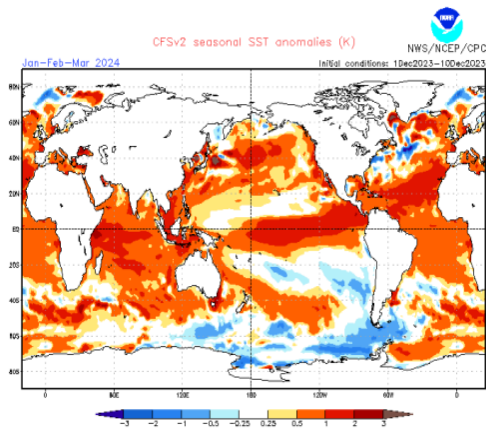 NOAA
CFSv2 seasonal SST anomalies (K)
NWS/NCEP/CPC
Jan-Feb-Mar 2024
Initial conditions: 1Dec2023-10Dec2023
80N
60N
40N
20N
EQ
20S
40S
60S
80S
0 60E 120E 180 120W 60W 0
-3 -2 -1 -0.5 -0.25 0.25 0.5 1 2 3